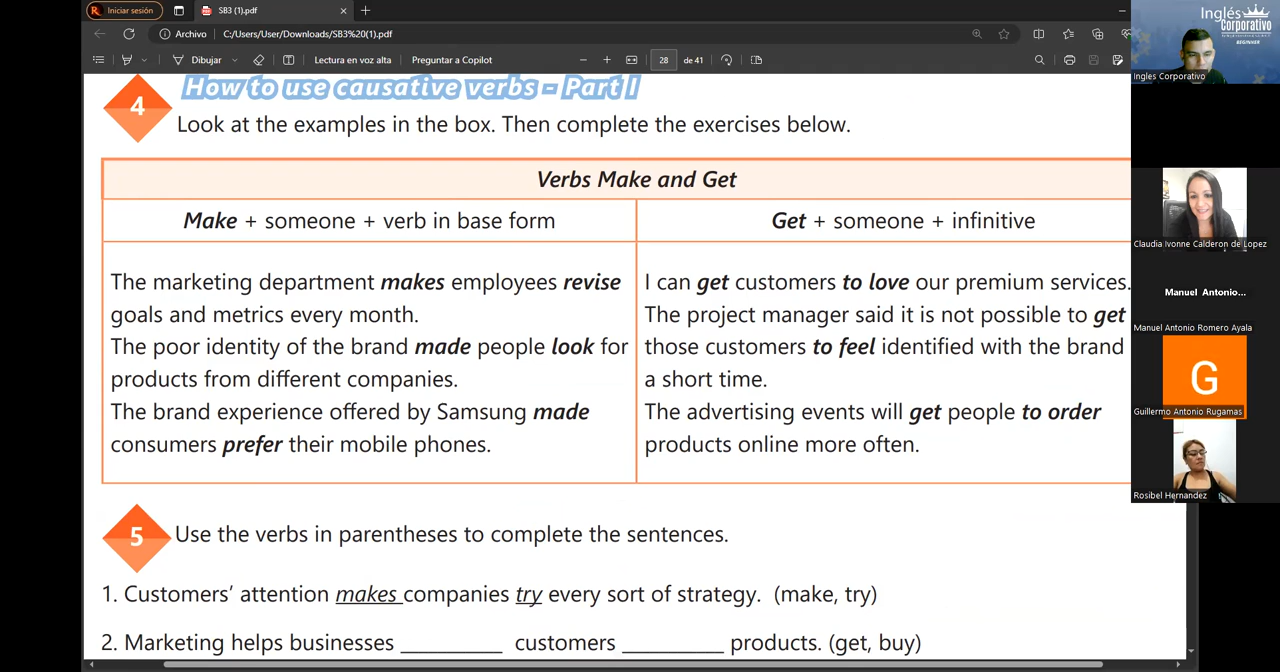 Iniciar sesión
SB3 (1).pdf
Archivo
C:/Users/User/Downloads/SB3%20(1).pdf
Dibujar
Lectura en voz alta
Preguntar a Copilot
28
de 41
4
How to use causative verbs - Part I
Look at the examples in the box. Then complete the exercises below.
Verbs Make and Get
Make + someone + verb in base form
Get + someone + infinitive
The marketing department makes employees revise
goals and metrics every month.
The poor identity of the brand made people look for
products from different companies.
The brand experience offered by Samsung made
consumers prefer their mobile phones.
I can get customers to love our premium services.
The project manager said it is not possible to get
those customers to feel identified with the brand
a short time.
The advertising events will get people to order
products online more often.
5
Use the verbs in parentheses to complete the sentences.
1. Customers' attention makes companies try every sort of strategy. (make, try)
2. Marketing helps businesses __________ customers __________ products. (get, buy)
Inglés
Corporativo
BEGINNER
Ingles Corporativo
Claudia Ivonne Calderon de Lopez
Manuel Antonio...
Manuel Antonio Romero Ayala
G
Guillermo Antonio Rugamas
Rosibel Hernandez